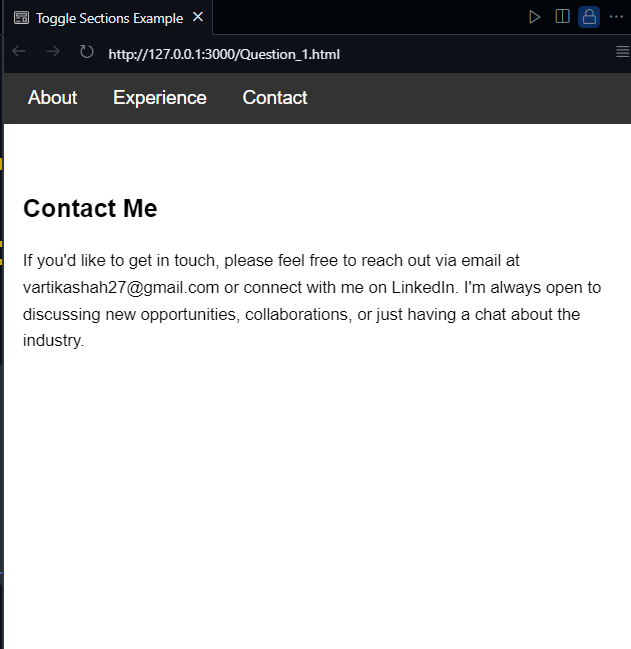 Toggle Sections Example
http://127.0.0.1:3000/Question_1.html
About Experience Contact
Contact Me
If you'd like to get in touch, please feel free to reach out via email at
vartikashah27@gmail.com or connect with me on LinkedIn. I'm always open to
discussing new opportunities, collaborations, or just having a chat about the
industry.